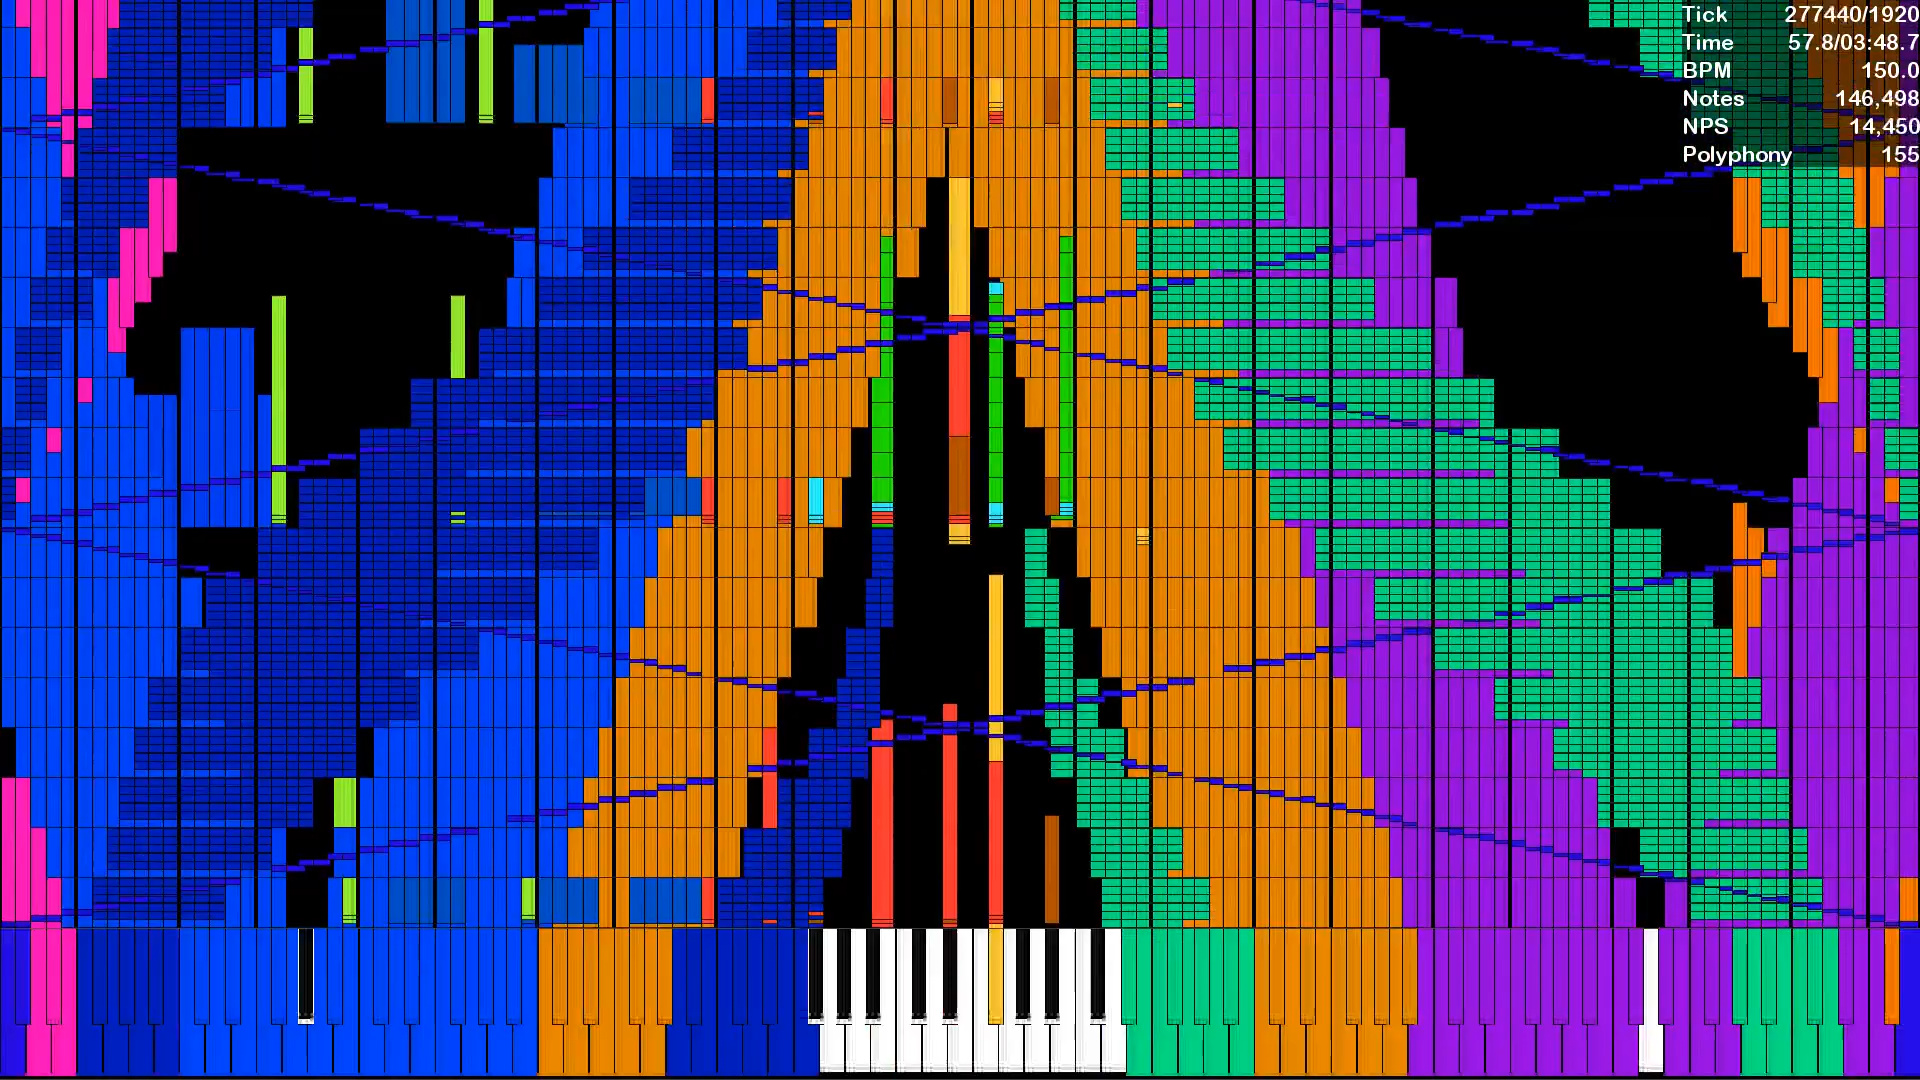 Tick 277440/1920
Time 57.8/03:48.7
BPM 150.0
Notes 146,498
NPS 14,450
Polyphony 155